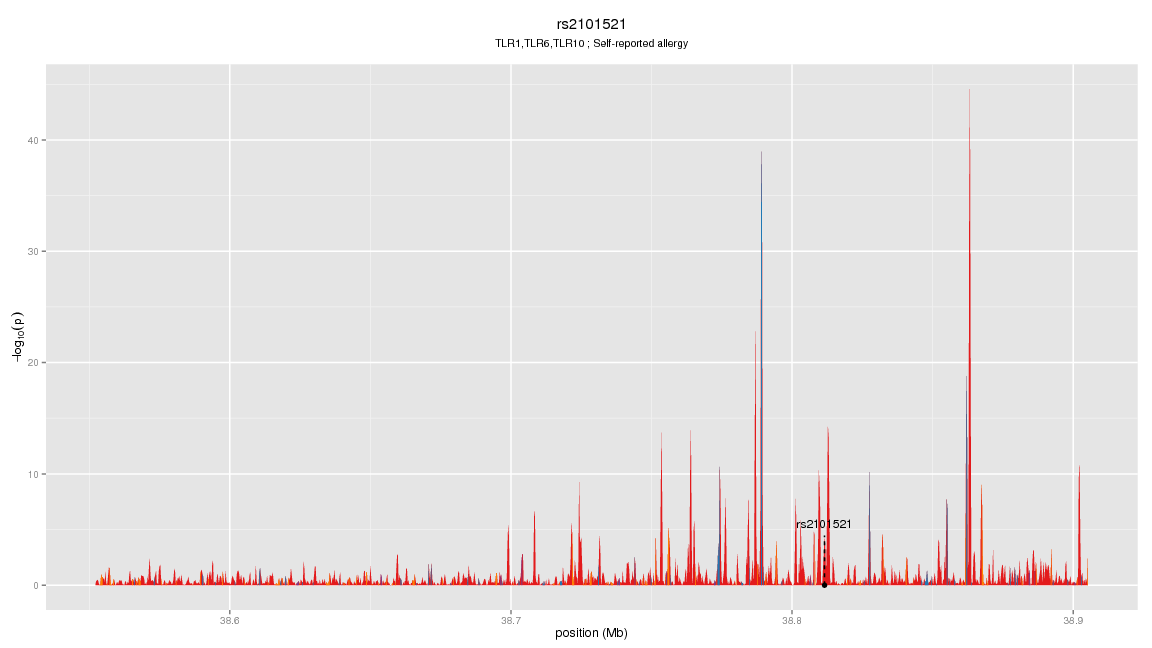 rs2101521
TLR1,TLR6,TLR10 ; Self-reported allergy
−log10(p)
40
30
20
10
0
rs2101521
38.6
38.7
38.8
38.9
position (Mb)